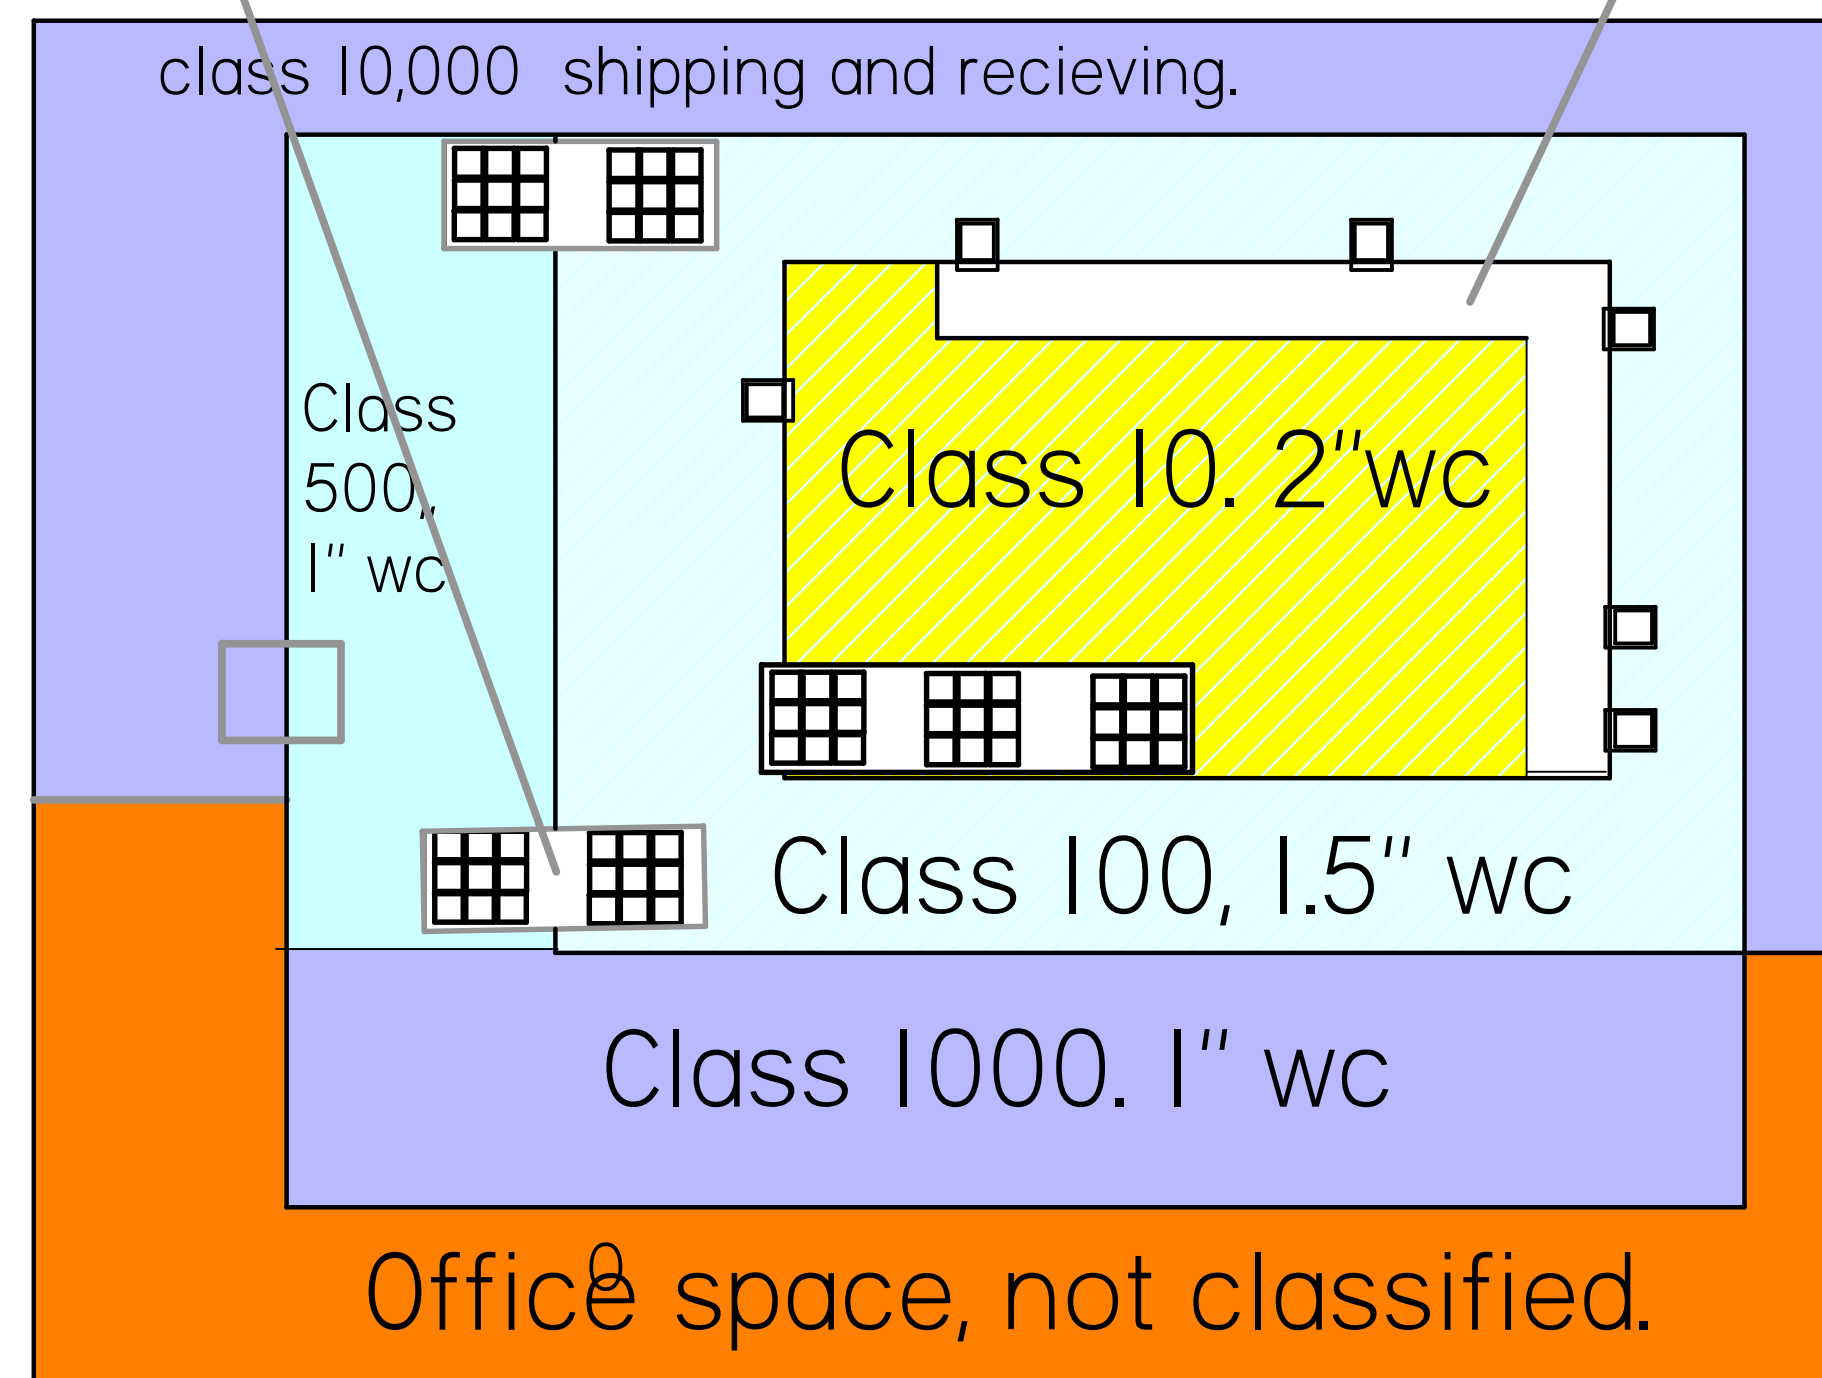 class 10,000 shipping and recieving.
Class
500,
1" wc
Class 10. 2"wc
Class 100, 1.5" wc
Class 1000. 1" wc
0
Office space, not classified.